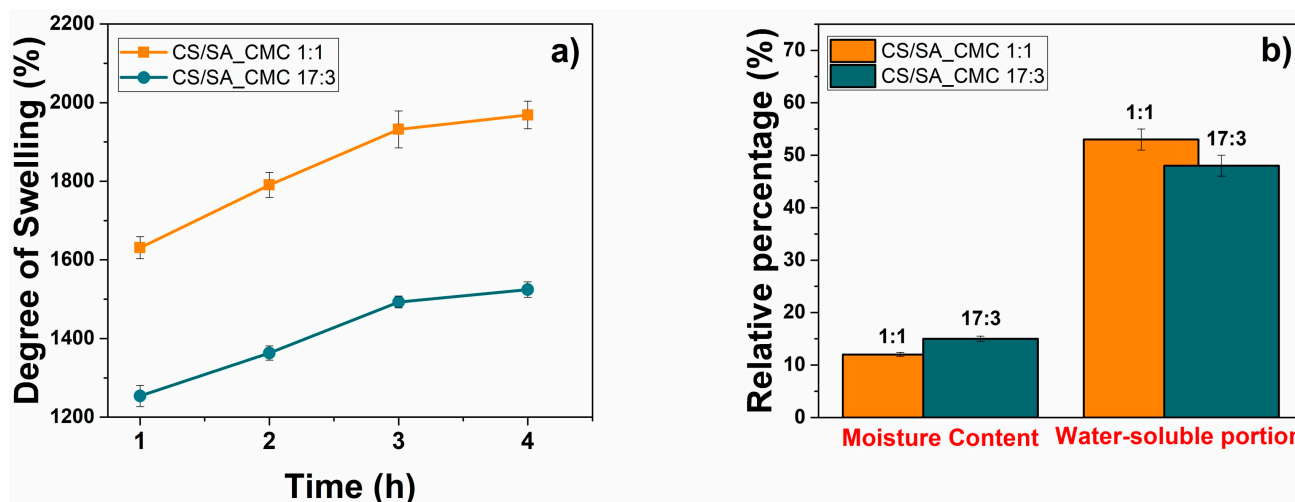 Degree of Swelling (%)
2200
2000
1800
1600
1400
1200
CS/SA_CMC 1:1
CS/SA_CMC 17:3
a)
1
2
3
4
Time (h)
Relative percentage (%)
70
60
50
40
30
20
10
0
CS/SA_CMC 1:1
CS/SA_CMC 17:3
b)
1:1
17:3
1:1
17:3
Moisture Content
Water-soluble portion